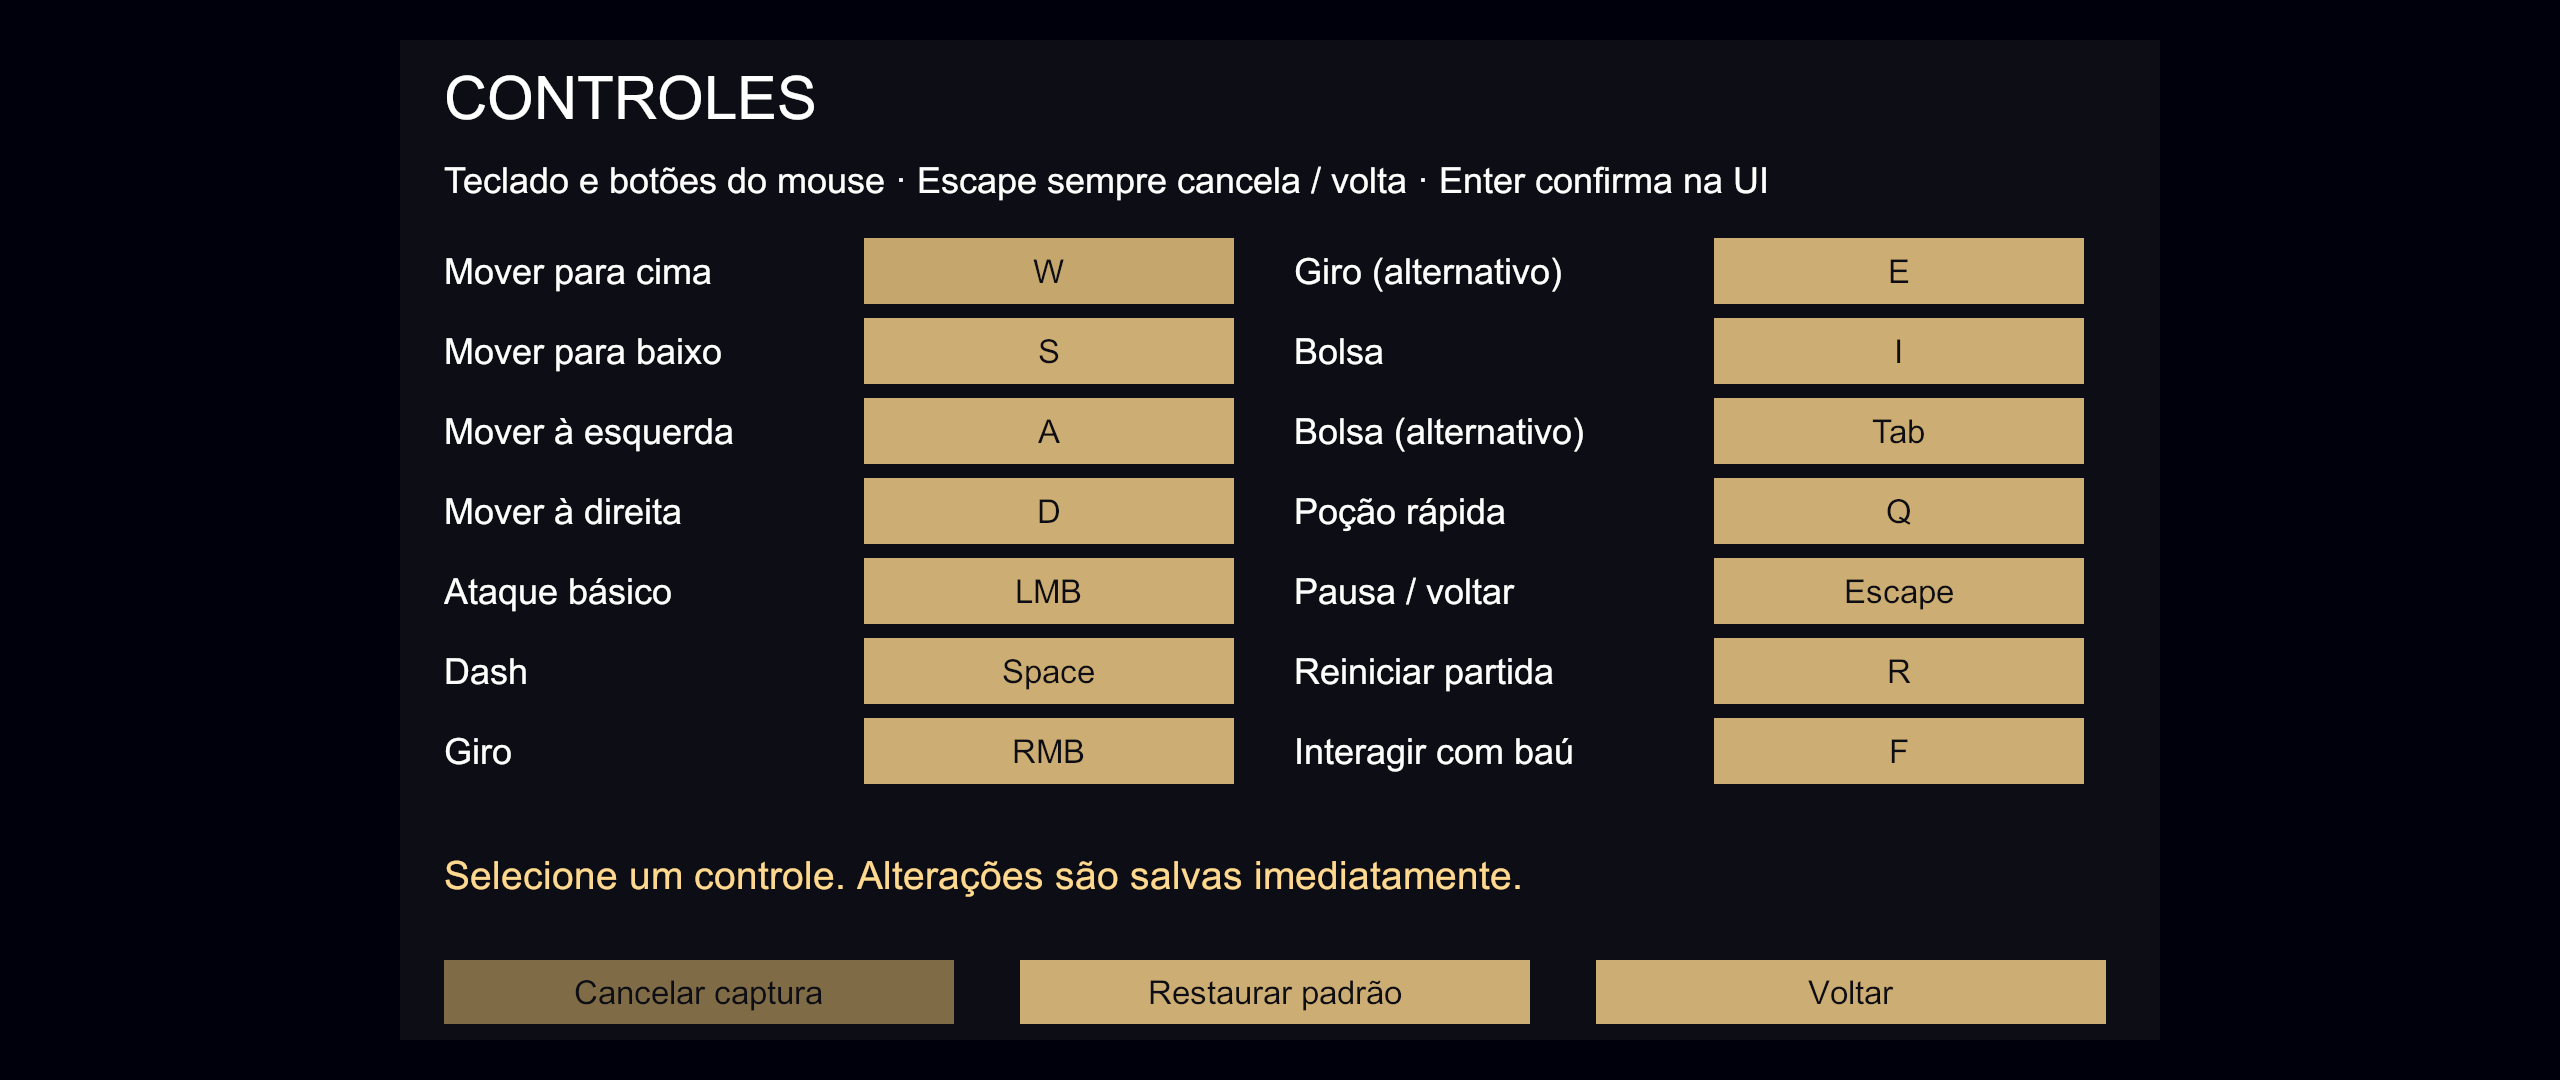 CONTROLES
Teclado e botões do mouse · Escape sempre cancela / volta · Enter confirma na UI
Mover para cima W
Mover para baixo S
Mover à esquerda A
Mover à direita D
Ataque básico LMB
Dash Space
Giro RMB
Giro (alternativo) E
Bolsa I
Bolsa (alternativo) Tab
Poção rápida Q
Pausa / voltar Escape
Reiniciar partida R
Interagir com baú F
Selecione um controle. Alterações são salvas imediatamente.
Cancelar captura
Restaurar padrão
Voltar